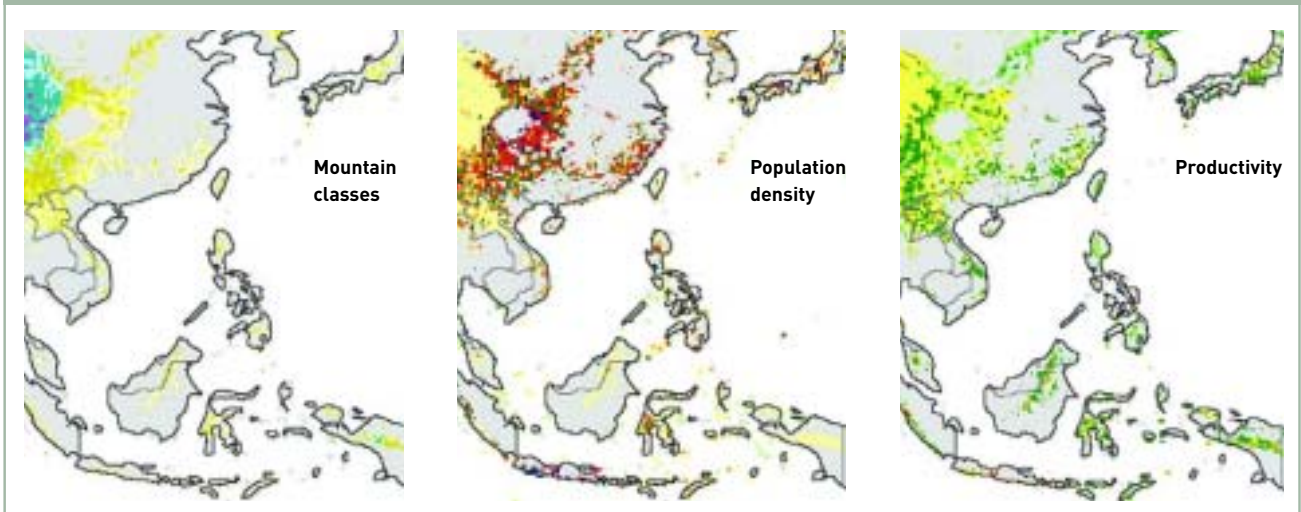 Mountain
classes
Population
density
Productivity